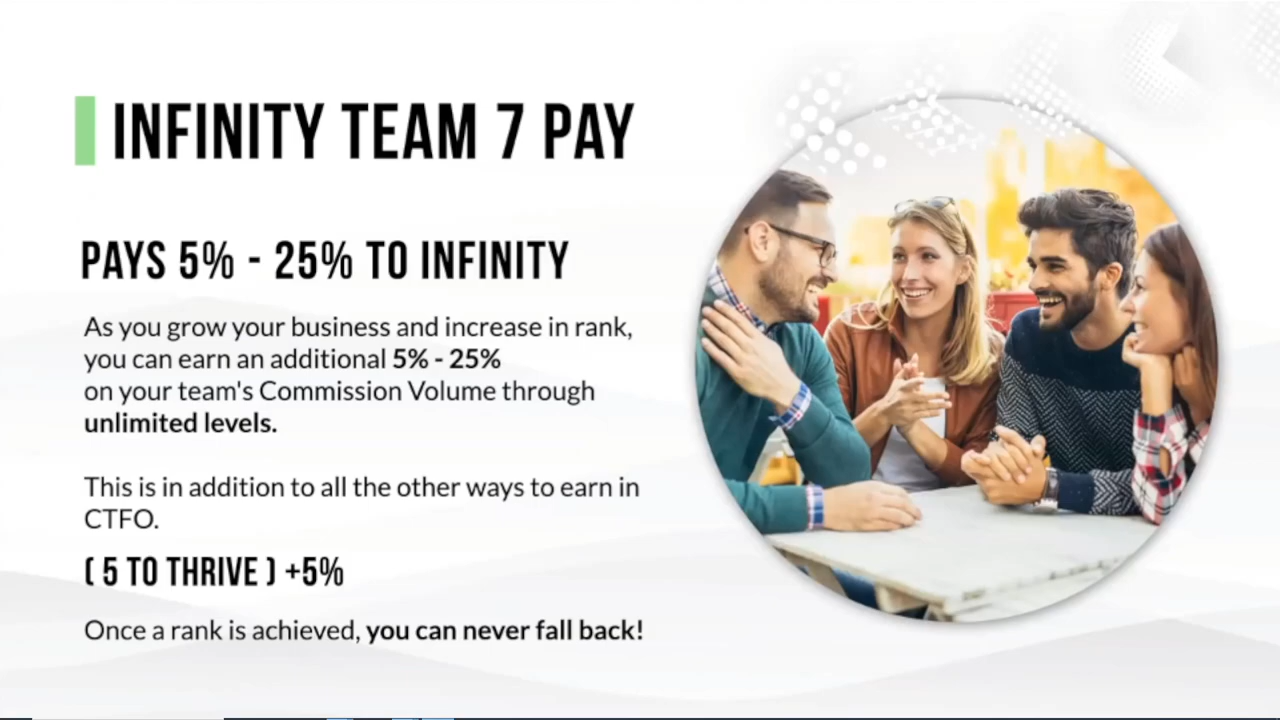 INFINITY TEAM 7 PAY
PAYS 5% - 25% TO INFINITY
As you grow your business and increase in rank,
you can earn an additional 5% - 25%
on your team's Commission Volume through
unlimited levels.
This is in addition to all the other ways to earn in
CTFO.
( 5 TO THRIVE ) +5%
Once a rank is achieved, you can never fall back!